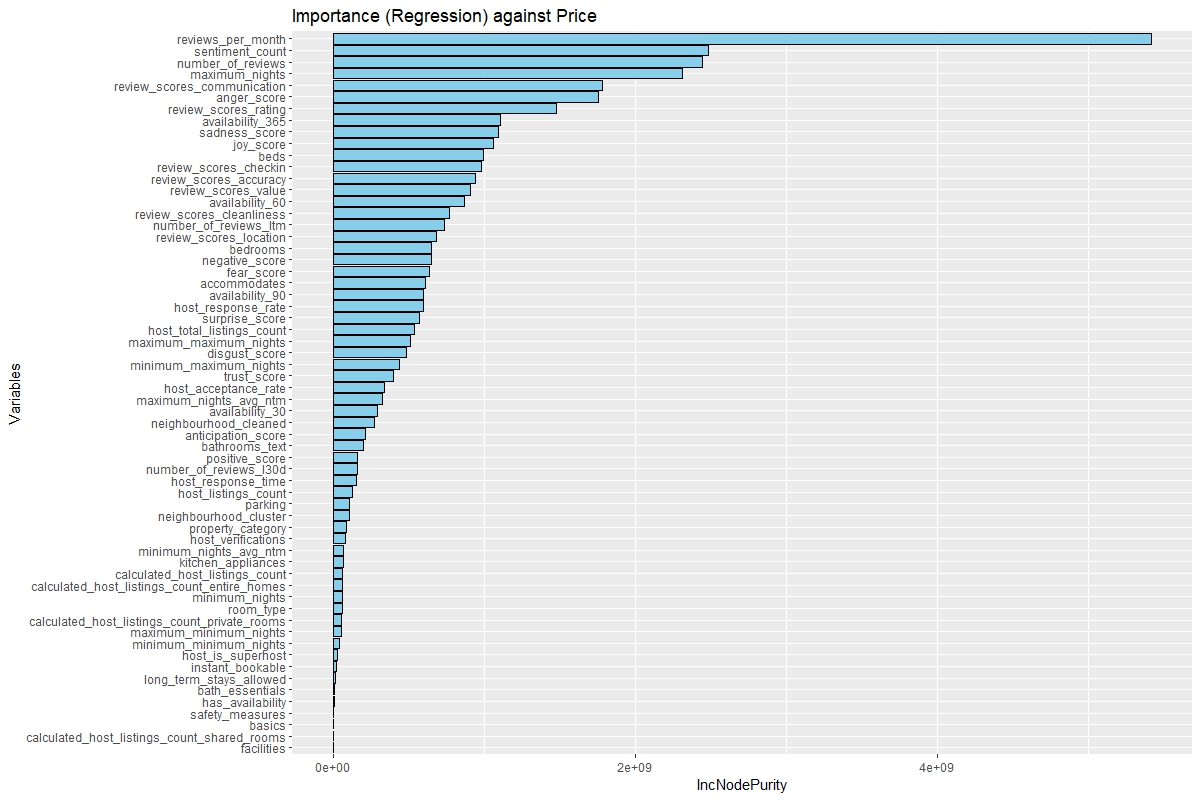 Importance (Regression) against Price
reviews_per_month
sentiment_count
number_of_reviews
maximum_nights
review_scores_communication
anger_score
review_scores_rating
availability_365
sadness_score
joy_score
beds
review_scores_checkin
review_scores_accuracy
review_scores_value
availability_60
review_scores_cleanliness
number_of_reviews_ltm
review_scores_location
bedrooms
negative_score
fear_score
accommodates
availability_90
host_response_rate
surprise_score
host_total_listings_count
maximum_maximum_nights
disgust_score
minimum_maximum_nights
trust_score
host_acceptance_rate
maximum_nights_avg_ntm
availability_30
neighbourhood_cleaned
anticipation_score
bathrooms_text
positive_score
number_of_reviews_l30d
host_response_time
host_listings_count
parking
neighbourhood_cluster
property_category
host_verifications
minimum_nights_avg_ntm
kitchen_appliances
calculated_host_listings_count
calculated_host_listings_count_entire_homes
minimum_nights
room_type
calculated_host_listings_count_private_rooms
maximum_minimum_nights
minimum_minimum_nights
host_is_superhost
instant_bookable
long_term_stays_allowed
bath_essentials
has_availability
safety_measures
basics
calculated_host_listings_count_shared_rooms
facilities
Variables
0e+00 2e+09 4e+09
IncNodePurity